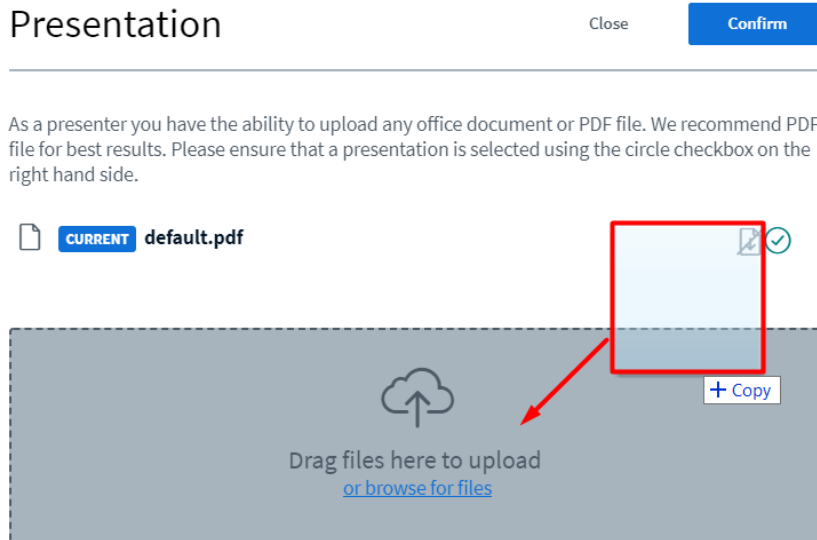 Presentation
Close
Confirm
As a presenter you have the ability to upload any office document or PDF file. We recommend PDF
file for best results. Please ensure that a presentation is selected using the circle checkbox on the
right hand side.
CURRENT default.pdf
+ Copy
Drag files here to upload
or browse for files